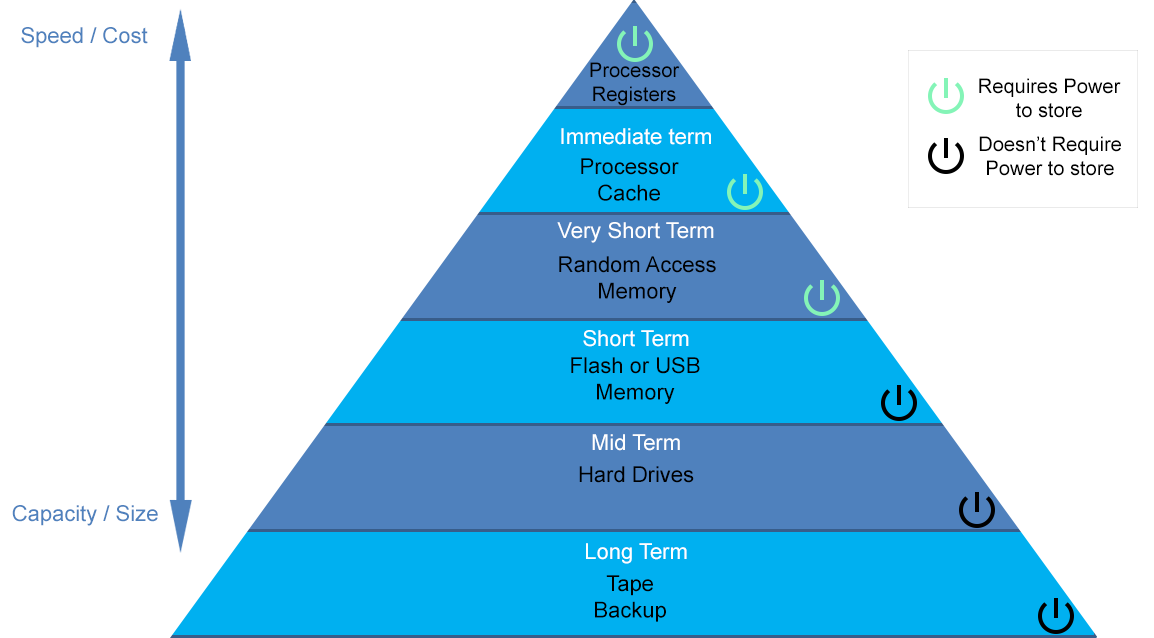 Speed / Cost
Processor
Registers
Requires Power
to store
Doesn't Require
Power to store
Immediate term
Processor
Cache
Very Short Term
Random Access
Memory
Short Term
Flash or USB
Memory
Mid Term
Hard Drives
Capacity / Size
Long Term
Tape
Backup